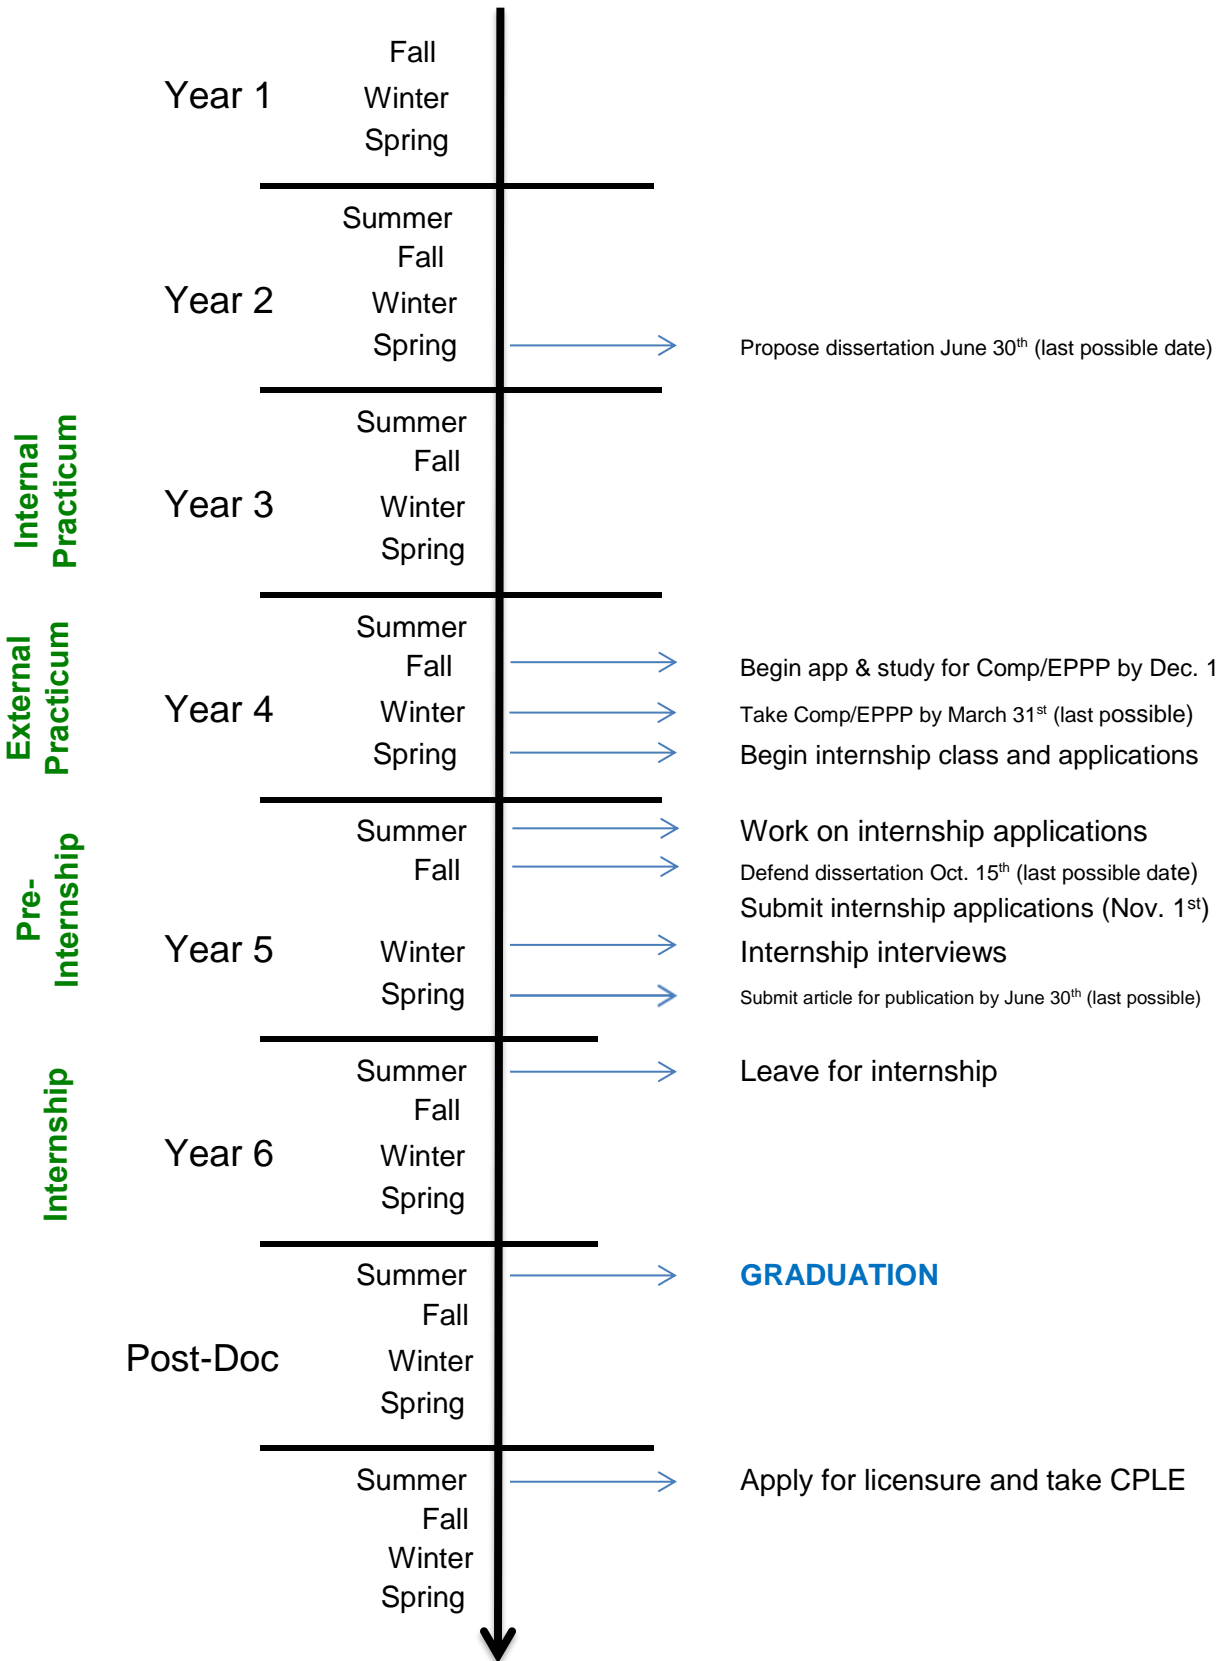 Fall
Year 1
Winter
Spring
Summer
Fall
Year 2
Winter
Spring
Propose dissertation June 30th (last possible date)
Internal
Practicum
Summer
Fall
Year 3
Winter
Spring
External
Practicum
Summer
Fall
Begin app & study for Comp/EPPP by Dec. 1
Year 4
Winter
Take Comp/EPPP by March 31st (last possible)
Spring
Begin internship class and applications
Pre-
Internship
Summer
Work on internship applications
Fall
Defend dissertation Oct. 15th (last possible date)
Submit internship applications (Nov. 1st)
Year 5
Winter
Internship interviews
Spring
Submit article for publication by June 30th (last possible)
Internship
Summer
Leave for internship
Fall
Year 6
Winter
Spring
Summer
GRADUATION
Fall
Post-Doc
Winter
Spring
Summer
Apply for licensure and take CPLE
Fall
Winter
Spring